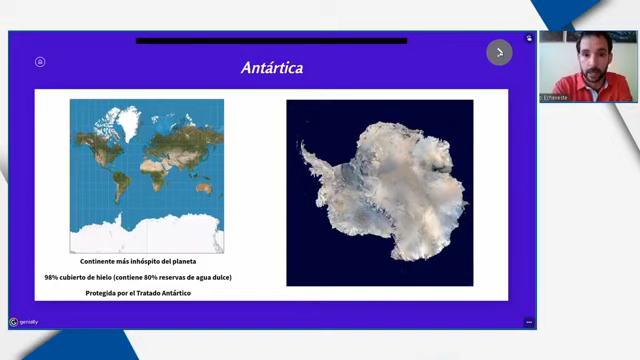 Antártica
Continente más inhóspito del planeta
98% cubierto de hielo (contiene 80% reservas de agua dulce)
Protegida por el Tratado Antártico
genially
Echereste